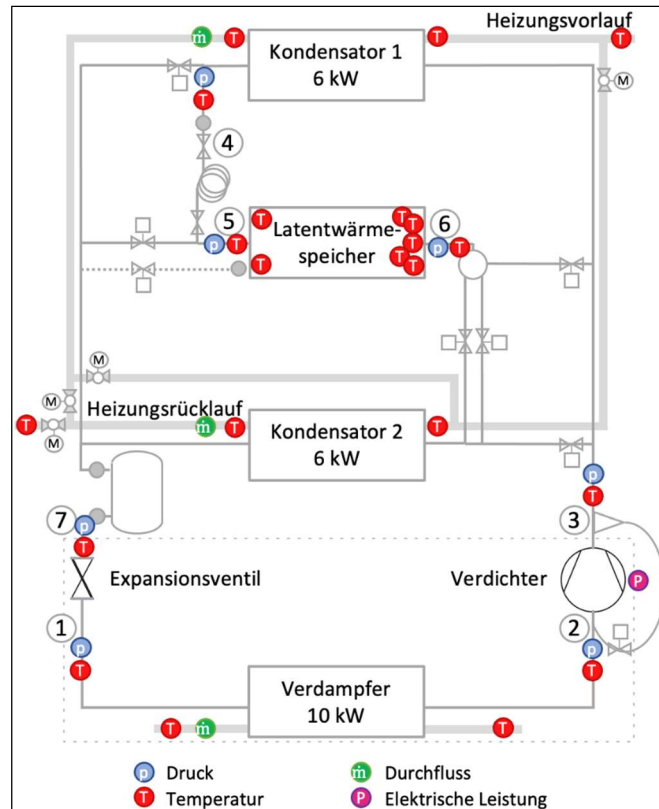 Heizungsvorlauf
ṁ T T T
Kondensator 1
6 kW
p
M
T
4
5
6
T T
T
Latentwärme-
speicher
p T T p T
T T T
M
M
Heizungsrücklauf
T ṁ T T
M
Kondensator 2
6 kW
p
T
7
p
T
3
Expansionsventil
Verdichter
P
1
2
p p
T T
Verdampfer
10 kW
T ṁ T
p Druck
ṁ Durchfluss
T Temperatur
P Elektrische Leistung